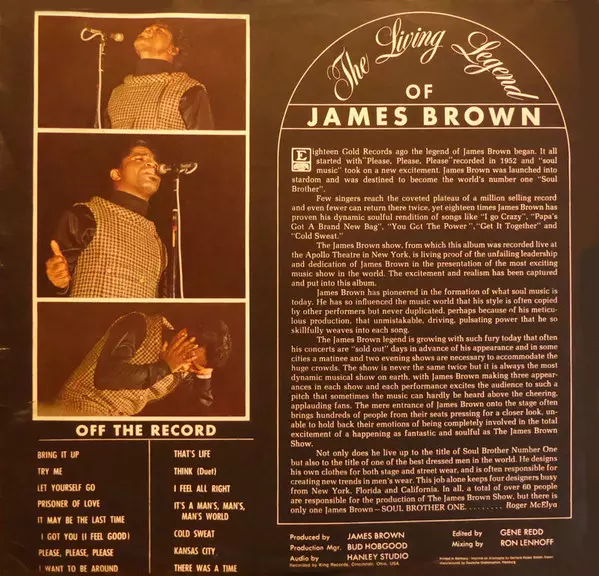 The Living Legend
OF
JAMES BROWN
Eighteen Gold Records ago the legend of James Brown began. It all
started with "Please, Please, Please" recorded in 1952 and "soul
music" took on a new excitement. James Brown was launched into
stardom and was destined to become the world's number one "Soul
Brother".
Few singers reach the coveted plateau of a million selling record
and even fewer can return there twice, yet eighteen times James Brown has
proven his dynamic soulful rendition of songs like "I go Crazy", "Papa's
Got A Brand New Bag", "You Gct The Power", "Get It Together" and
"Cold Sweat."
The James Brown show, from which this album was recorded live at
the Apollo Theatre in New York, is living proof of the unfailing leadership
and dedication of James Brown in the presentation of the most exciting
music show in the world. The excitement and realism has been captured
and put into this album.
James Brown has pioneered in the formation of what soul music is
today. He has so influenced the music world that his style is often copied
by other performers but never duplicated, perhaps because of his meticu-
lous production, that unmistakable, driving, pulsating power that he so
skillfully weaves into each song.
The James Brown legend is growing with such fury today that often
his concerts are "sold out" days in advance of his appearance and in some
cities a matinee and two evening shows are necessary to accommodate the
huge crowds. The show is never the same twice but it is always the most
dynamic musical show on earth, with James Brown making three appear-
ances in each show and each performance excites the audience to such a
pitch that sometimes the music can hardly be heard above the cheering,
applauding fans. The mere entrance of James Brown onto the stage often
brings hundreds of people from their seats pressing for a closer look, un-
able to hold back their emotions of being completely involved in the total
excitement of a happening as fantastic and soulful as The James Brown
Show.
Not only does he live up to the title of Soul Brother Number One
but also to the title of one of the best dressed men in the world. He designs
his own clothes for both stage and street wear, and is often responsible for
creating new trends in men's wear. This job alone keeps four designers busy
from New York, Florida and California. In all, a total of over 60 people
are responsible for the production of The James Brown Show, but there is
only one James Brown — SOUL BROTHER ONE......... Roger McElya
OFF THE RECORD
BRING IT UP
TRY ME
LET YOURSELF GO
PRISONER OF LOVE
IT MAY BE THE LAST TIME
I GOT YOU (I FEEL GOOD)
PLEASE, PLEASE, PLEASE
I WANT TO BE AROUND
THAT'S LIFE
THINK (Duet)
I FEEL ALL RIGHT
IT'S A MAN'S, MAN'S,
MAN'S WORLD
COLD SWEAT
KANSAS CITY
THERE WAS A TIME
Produced by JAMES BROWN
Production Mgr. BUD HOBGOOD
Audio by HANLEY STUDIO
Recorded by King Records, Cincinnati, Ohio, USA
Edited by GENE REDD
Mixing by RON LENHOFF